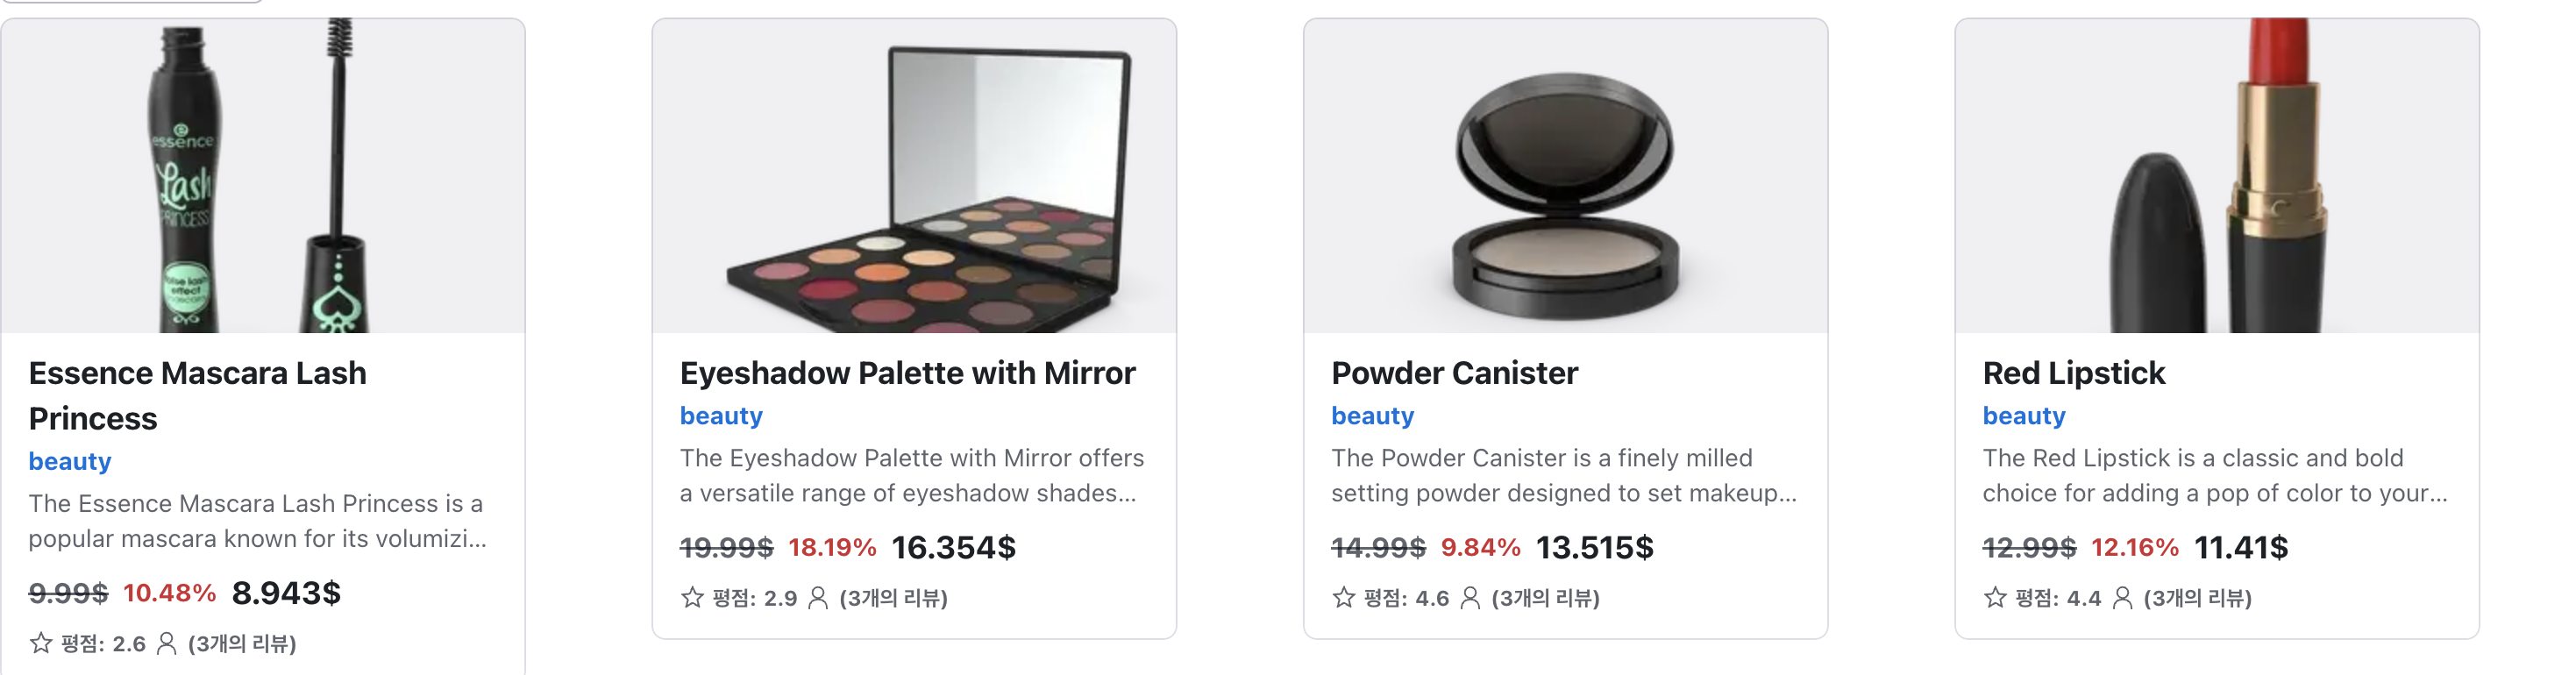 essence
Lash
PRINCESS
false lash
effect
mascara
Essence Mascara Lash
Princess
beauty
The Essence Mascara Lash Princess is a
popular mascara known for its volumizi...
9.99$ 10.48% 8.943$
평점: 2.6 (3개의 리뷰)
Eyeshadow Palette with Mirror
beauty
The Eyeshadow Palette with Mirror offers
a versatile range of eyeshadow shades...
19.99$ 18.19% 16.354$
평점: 2.9 (3개의 리뷰)
Powder Canister
beauty
The Powder Canister is a finely milled
setting powder designed to set makeup...
14.99$ 9.84% 13.515$
평점: 4.6 (3개의 리뷰)
Red Lipstick
beauty
The Red Lipstick is a classic and bold
choice for adding a pop of color to your...
12.99$ 12.16% 11.41$
평점: 4.4 (3개의 리뷰)